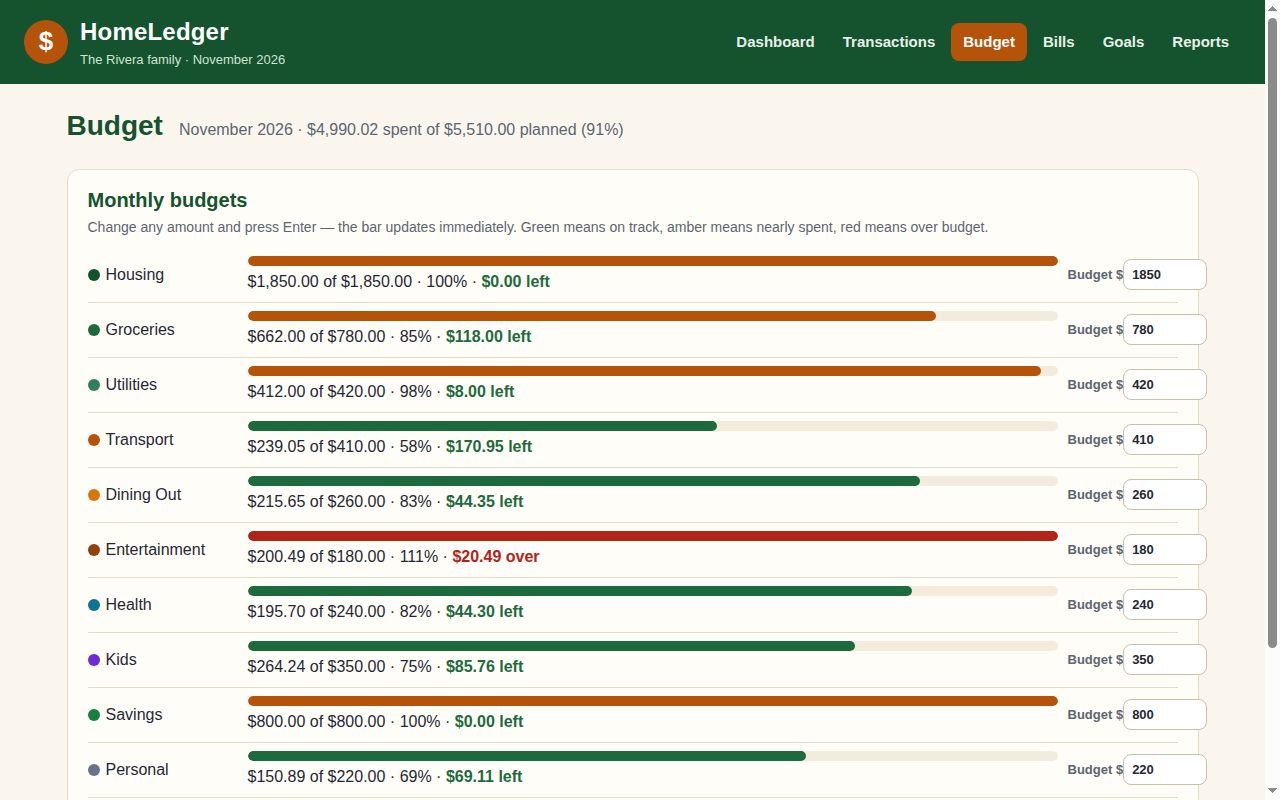 $
HomeLedger
The Rivera family · November 2026
Dashboard
Transactions
Budget
Bills
Goals
Reports
Budget
November 2026 · $4,990.02 spent of $5,510.00 planned (91%)
Monthly budgets
Change any amount and press Enter — the bar updates immediately. Green means on track, amber means nearly spent, red means over budget.
Housing
$1,850.00 of $1,850.00 · 100% · $0.00 left
Budget $ 1850
Groceries
$662.00 of $780.00 · 85% · $118.00 left
Budget $ 780
Utilities
$412.00 of $420.00 · 98% · $8.00 left
Budget $ 420
Transport
$239.05 of $410.00 · 58% · $170.95 left
Budget $ 410
Dining Out
$215.65 of $260.00 · 83% · $44.35 left
Budget $ 260
Entertainment
$200.49 of $180.00 · 111% · $20.49 over
Budget $ 180
Health
$195.70 of $240.00 · 82% · $44.30 left
Budget $ 240
Kids
$264.24 of $350.00 · 75% · $85.76 left
Budget $ 350
Savings
$800.00 of $800.00 · 100% · $0.00 left
Budget $ 800
Personal
$150.89 of $220.00 · 69% · $69.11 left
Budget $ 220